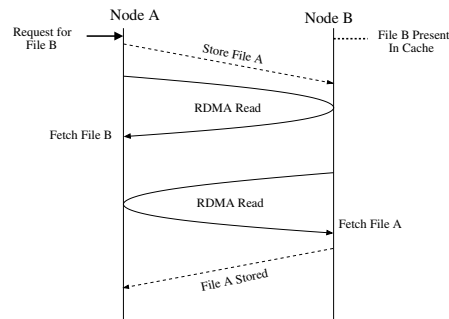 Node A
Node B
Request for
File B
File B Present
In Cache
Store File A
RDMA Read
Fetch File B
RDMA Read
Fetch File A
File A Stored